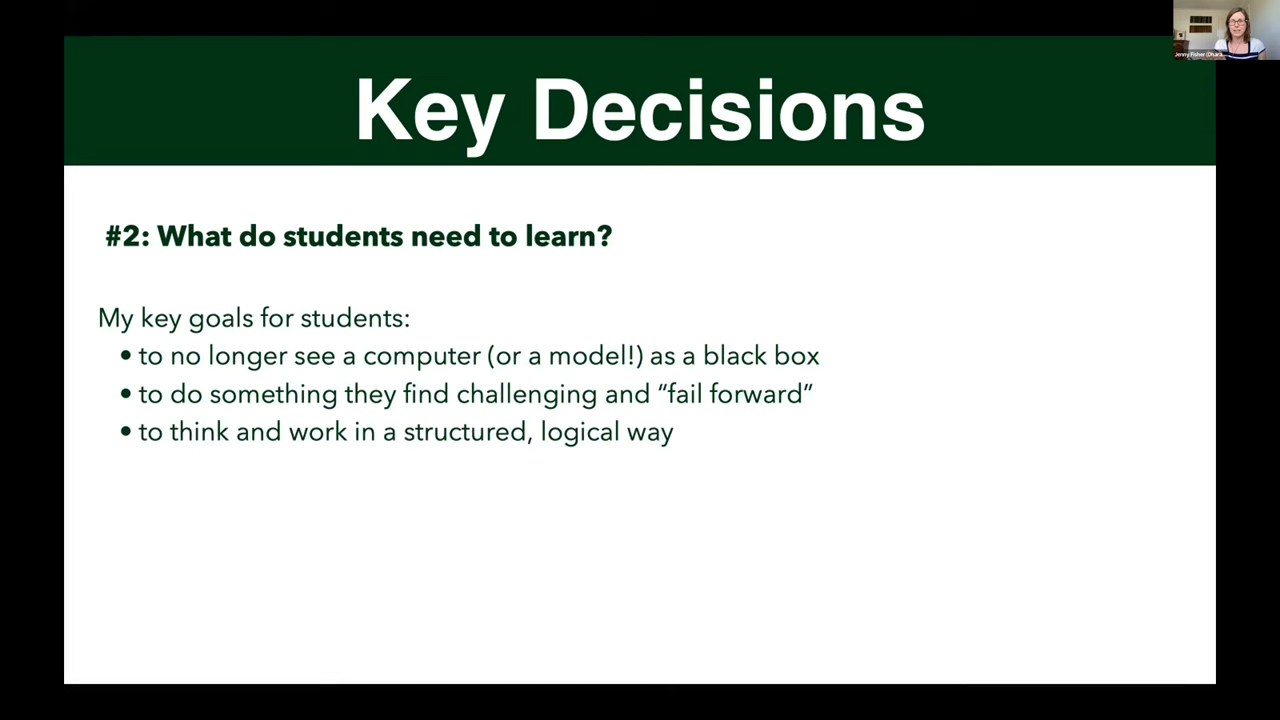 Key Decisions
#2: What do students need to learn?
My key goals for students:
• to no longer see a computer (or a model!) as a black box
• to do something they find challenging and “fail forward”
• to think and work in a structured, logical way
Jenny Fisher